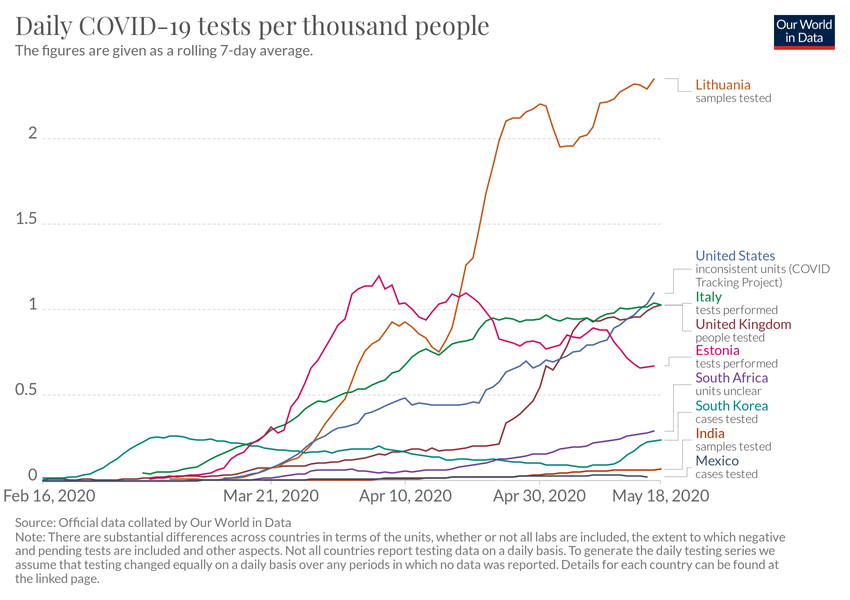 Daily COVID-19 tests per thousand people
The figures are given as a rolling 7-day average.
Our World
in Data
Lithuania
samples tested
2
1.5
United States
inconsistent units (COVID
Tracking Project)
1
Italy
tests performed
United Kingdom
people tested
Estonia
tests performed
0.5
South Africa
units unclear
South Korea
cases tested
India
samples tested
Mexico
cases tested
0
Feb 16, 2020
Mar 21, 2020
Apr 10, 2020
Apr 30, 2020
May 18, 2020
Source: Official data collated by Our World in Data
Note: There are substantial differences across countries in terms of the units, whether or not all labs are included, the extent to which negative
and pending tests are included and other aspects. Not all countries report testing data on a daily basis. To generate the daily testing series we
assume that testing changed equally on a daily basis over any periods in which no data was reported. Details for each country can be found at
the linked page.